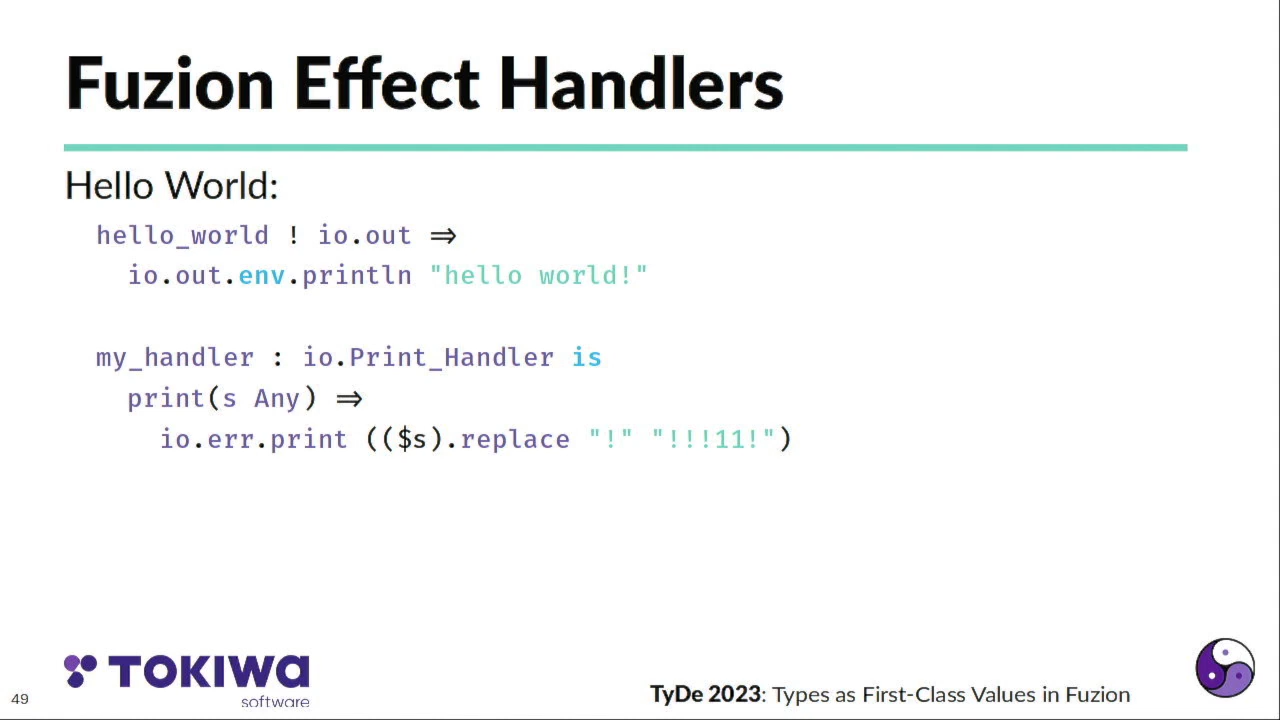 Fuzion Effect Handlers
Hello World:
hello_world ! io.out ⇒
io.out.env.println "hello world!"
my_handler : io.Print_Handler is
print(s Any) ⇒
io.err.print (($s).replace "!" "!!!11!")
49
TOKIWA
software
TyDe 2023: Types as First-Class Values in Fuzion